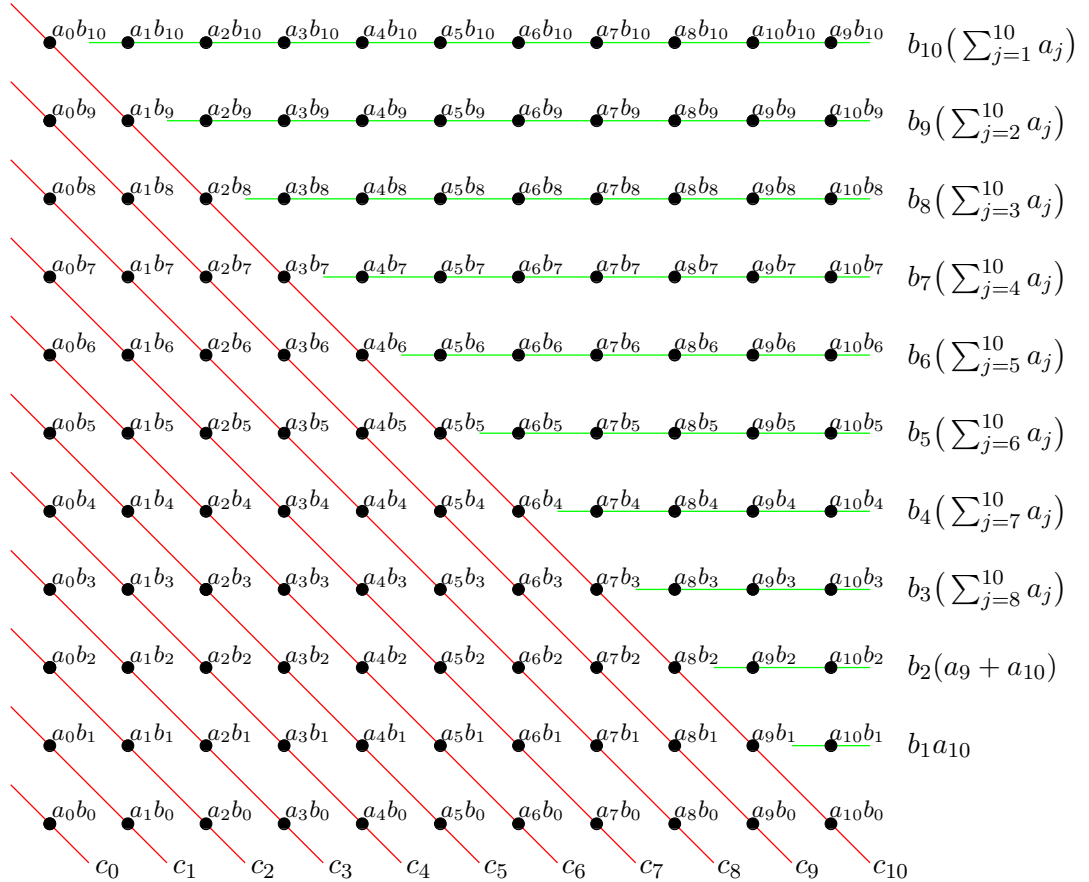 a₀b₁₀ a₁b₁₀ a₂b₁₀ a₃b₁₀ a₄b₁₀ a₅b₁₀ a₆b₁₀ a₇b₁₀ a₈b₁₀ a₁₀b₁₀ a₉b₁₀ b₁₀(∑_{j=1}^{10} a_j)
a₀b₉ a₁b₉ a₂b₉ a₃b₉ a₄b₉ a₅b₉ a₆b₉ a₇b₉ a₈b₉ a₉b₉ a₁₀b₉ b₉(∑_{j=2}^{10} a_j)
a₀b₈ a₁b₈ a₂b₈ a₃b₈ a₄b₈ a₅b₈ a₆b₈ a₇b₈ a₈b₈ a₉b₈ a₁₀b₈ b₈(∑_{j=3}^{10} a_j)
a₀b₇ a₁b₇ a₂b₇ a₃b₇ a₄b₇ a₅b₇ a₆b₇ a₇b₇ a₈b₇ a₉b₇ a₁₀b₇ b₇(∑_{j=4}^{10} a_j)
a₀b₆ a₁b₆ a₂b₆ a₃b₆ a₄b₆ a₅b₆ a₆b₆ a₇b₆ a₈b₆ a₉b₆ a₁₀b₆ b₆(∑_{j=5}^{10} a_j)
a₀b₅ a₁b₅ a₂b₅ a₃b₅ a₄b₅ a₅b₅ a₆b₅ a₇b₅ a₈b₅ a₉b₅ a₁₀b₅ b₅(∑_{j=6}^{10} a_j)
a₀b₄ a₁b₄ a₂b₄ a₃b₄ a₄b₄ a₅b₄ a₆b₄ a₇b₄ a₈b₄ a₉b₄ a₁₀b₄ b₄(∑_{j=7}^{10} a_j)
a₀b₃ a₁b₃ a₂b₃ a₃b₃ a₄b₃ a₅b₃ a₆b₃ a₇b₃ a₈b₃ a₉b₃ a₁₀b₃ b₃(∑_{j=8}^{10} a_j)
a₀b₂ a₁b₂ a₂b₂ a₃b₂ a₄b₂ a₅b₂ a₆b₂ a₇b₂ a₈b₂ a₉b₂ a₁₀b₂ b₂(a₉ + a₁₀)
a₀b₁ a₁b₁ a₂b₁ a₃b₁ a₄b₁ a₅b₁ a₆b₁ a₇b₁ a₈b₁ a₉b₁ a₁₀b₁ b₁a₁₀
a₀b₀ a₁b₀ a₂b₀ a₃b₀ a₄b₀ a₅b₀ a₆b₀ a₇b₀ a₈b₀ a₉b₀ a₁₀b₀
c₀ c₁ c₂ c₃ c₄ c₅ c₆ c₇ c₈ c₉ c₁₀